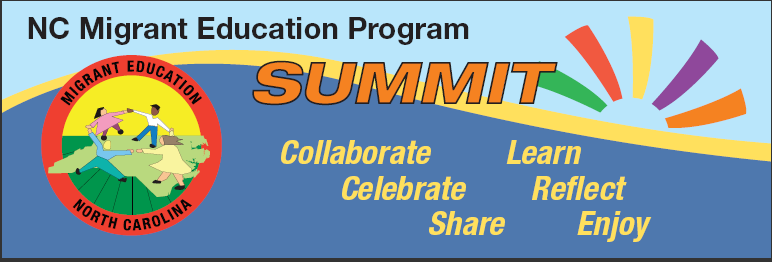 NC Migrant Education Program
SUMMIT
MIGRANT EDUCATION
NORTH CAROLINA
Collaborate Learn
Celebrate Reflect
Share Enjoy